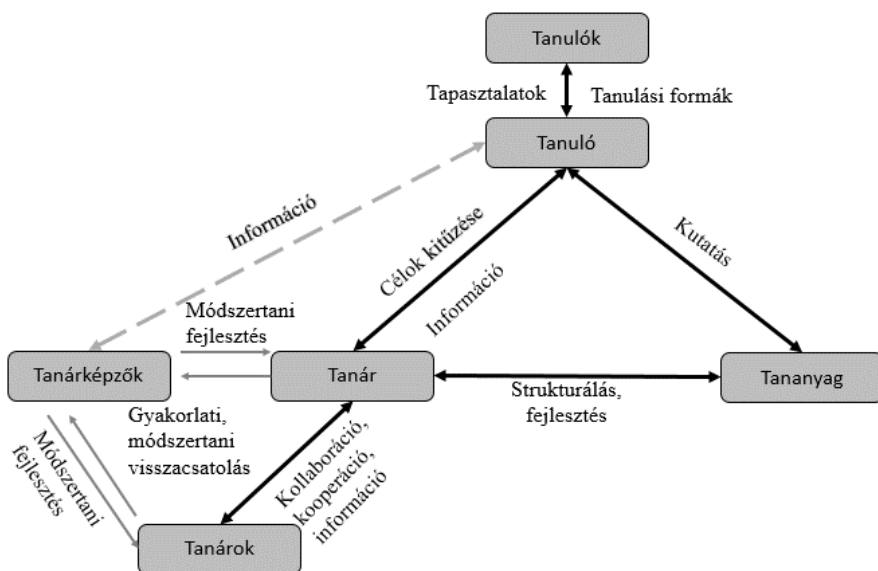 Tanulók
Tapasztalatok
Tanulási formák
Tanuló
Információ
Célok kitűzése
Információ
Kutatás
Módszertani
fejlesztés
Tanárképzők
Tanár
Tananyag
Strukturálás,
fejlesztés
Gyakorlati,
módszertani
visszacsatolás
Módszertani
fejlesztés
Kollaboráció,
kooperáció,
információ
Tanárok